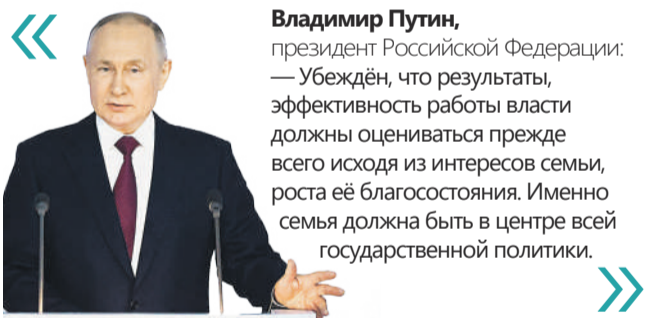 Владимир Путин,
президент Российской Федерации:
— Убеждён, что результаты,
эффективность работы власти
должны оцениваться прежде
всего исходя из интересов семьи,
роста её благосостояния. Именно
семья должна быть в центре всей
государственной политики.